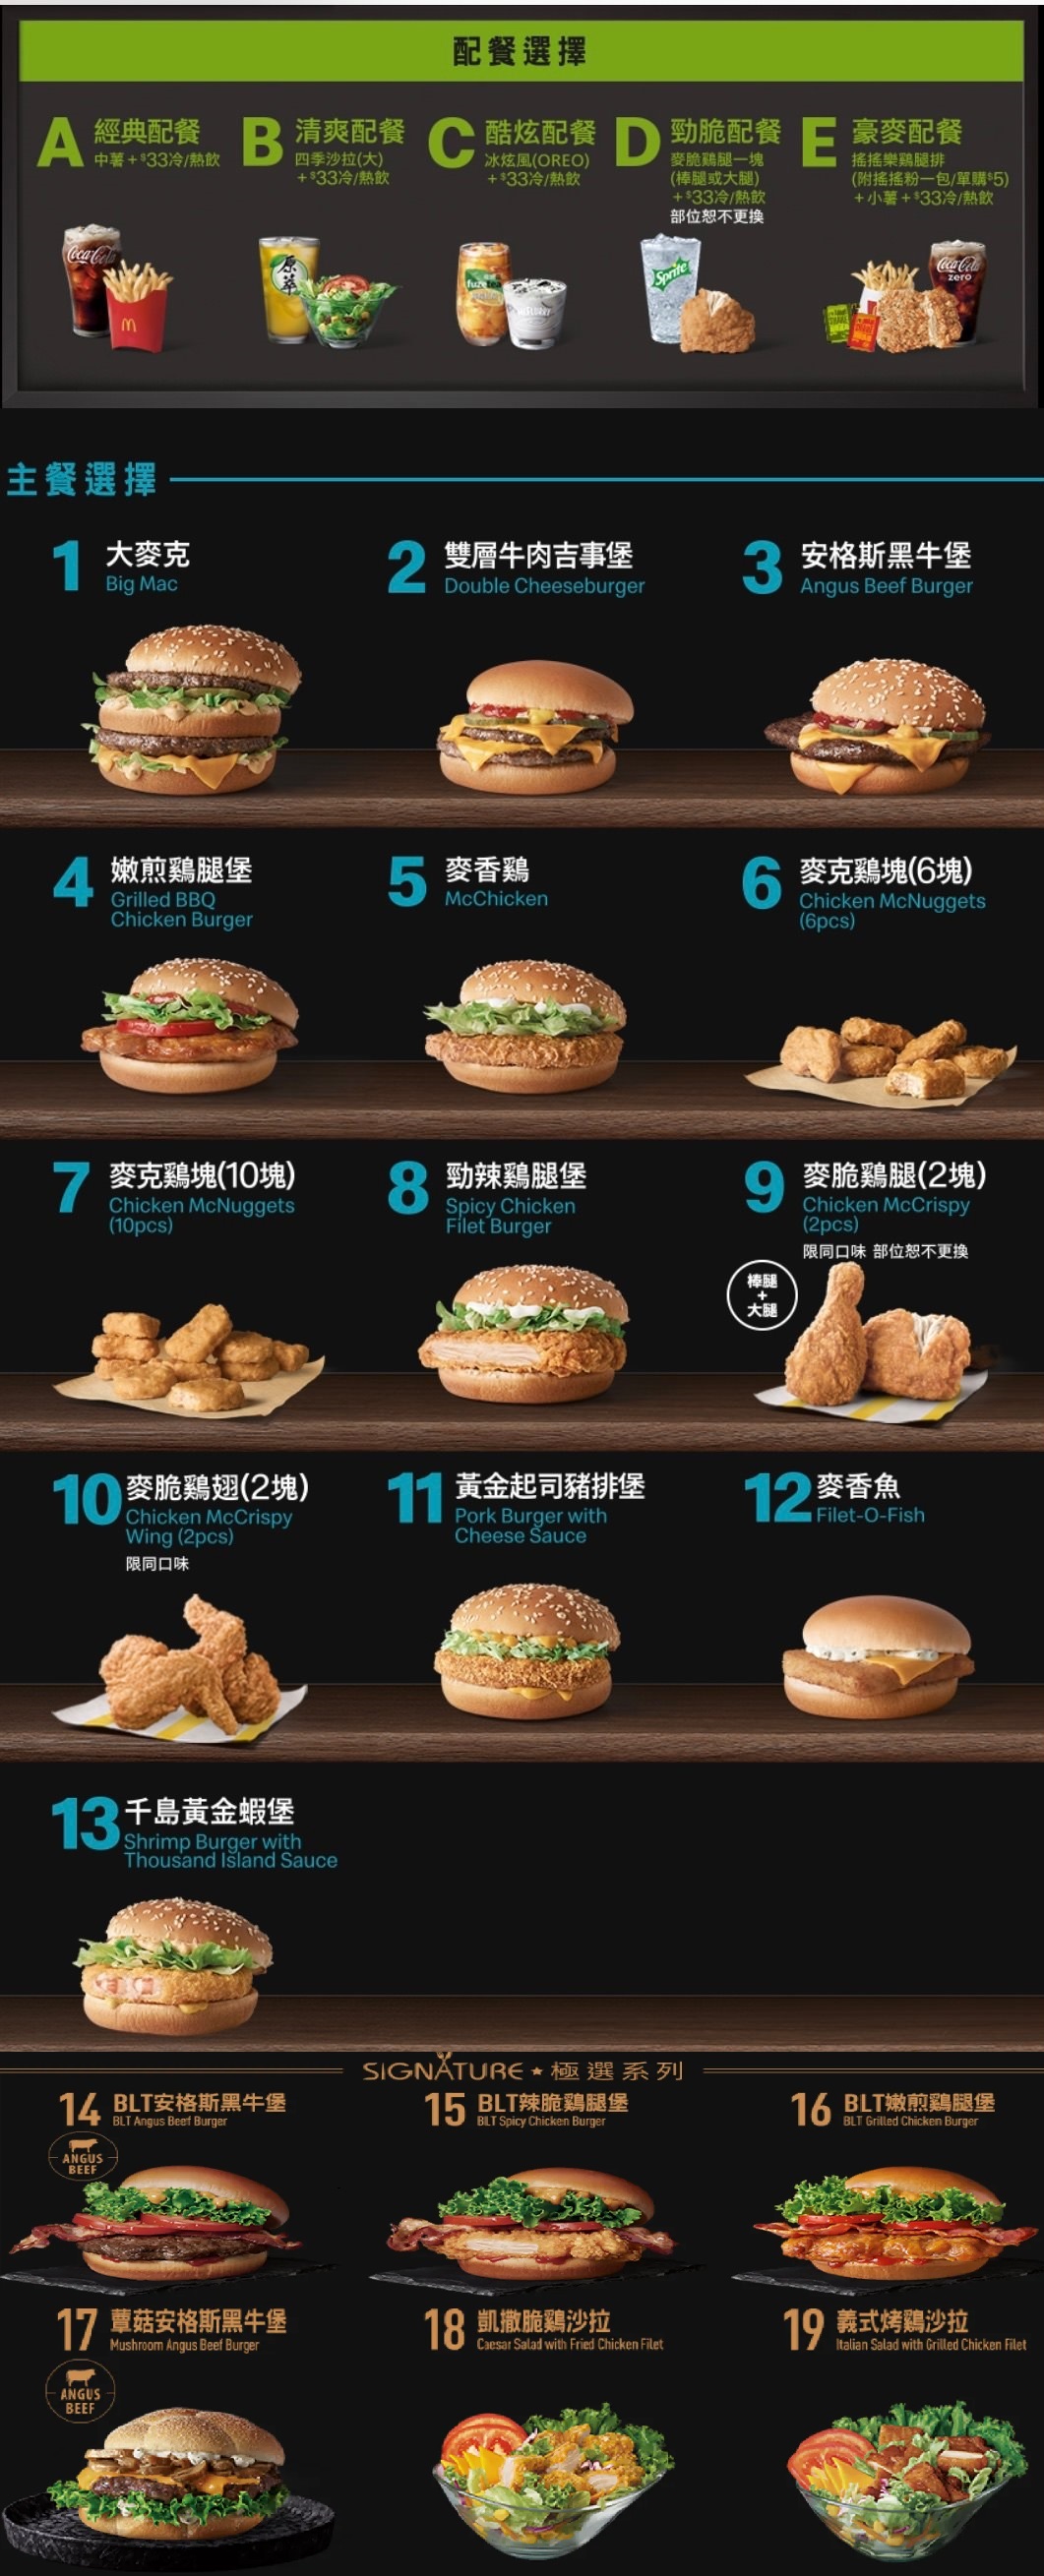 配餐選擇
A 經典配餐
中薯+$33冷/熱飲
B 清爽配餐
四季沙拉(大)
+$33冷/熱飲
C 酷炫配餐
冰炫風(OREO)
+$33冷/熱飲
D 勁脆配餐
麥脆鷄腿一塊
(棒腿或大腿)
+$33冷/熱飲
部位恕不更換
E 豪麥配餐
搖搖樂鷄腿排
(附搖搖粉一包/單購$5)
+小薯+$33冷/熱飲
Coca-Cola
原萃
fuzetea
McFLURRY
Sprite
Coca-Cola
zero
主餐選擇
1 大麥克
Big Mac
2 雙層牛肉吉事堡
Double Cheeseburger
3 安格斯黑牛堡
Angus Beef Burger
4 嫩煎鷄腿堡
Grilled BBQ
Chicken Burger
5 麥香鷄
McChicken
6 麥克鷄塊(6塊)
Chicken McNuggets
(6pcs)
7 麥克鷄塊(10塊)
Chicken McNuggets
(10pcs)
8 勁辣鷄腿堡
Spicy Chicken
Filet Burger
9 麥脆鷄腿(2塊)
Chicken McCrispy
(2pcs)
限同口味 部位恕不更換
棒腿
+
大腿
10 麥脆鷄翅(2塊)
Chicken McCrispy
Wing (2pcs)
限同口味
11 黃金起司豬排堡
Pork Burger with
Cheese Sauce
12 麥香魚
Filet-O-Fish
13 千島黃金蝦堡
Shrimp Burger with
Thousand Island Sauce
SIGNATURE★極選系列
14 BLT安格斯黑牛堡
BLT Angus Beef Burger
ANGUS
BEEF
15 BLT辣脆鷄腿堡
BLT Spicy Chicken Burger
16 BLT嫩煎鷄腿堡
BLT Grilled Chicken Burger
17 蕈菇安格斯黑牛堡
Mushroom Angus Beef Burger
ANGUS
BEEF
18 凱撒脆鷄沙拉
Caesar Salad with Fried Chicken Filet
19 義式烤鷄沙拉
Italian Salad with Grilled Chicken Filet